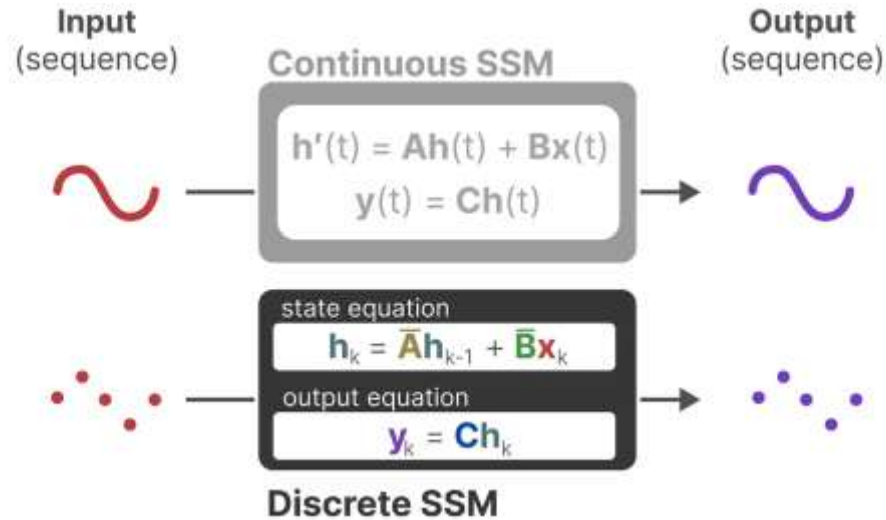 Input
(sequence)
Output
(sequence)
Continuous SSM
h'(t) = Ah(t) + Bx(t)
y(t) = Ch(t)
state equation
hₖ = A̅hₖ₋₁ + B̅xₖ
output equation
yₖ = Chₖ
Discrete SSM